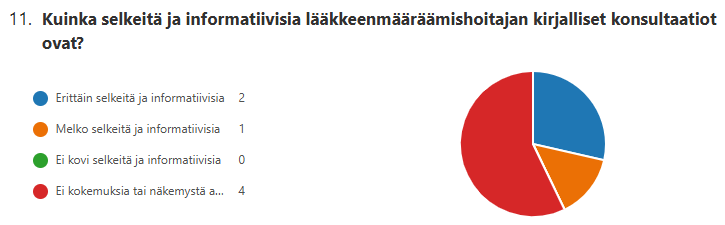 11. Kuinka selkeitä ja informatiivisia lääkkeenmääräämishoitajan kirjalliset konsultaatiot
ovat?
Erittäin selkeitä ja informatiivisia 2
Melko selkeitä ja informatiivisia 1
Ei kovi selkeitä ja informatiivisia 0
Ei kokemuksia tai näkemystä a... 4